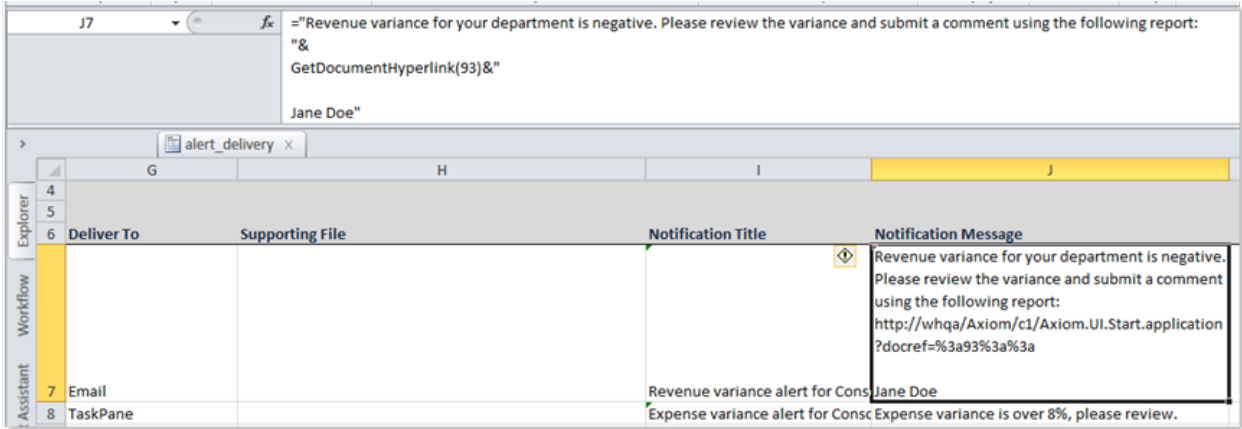 J7
fx
="Revenue variance for your department is negative. Please review the variance and submit a comment using the following report:
"&
GetDocumentHyperlink(93)&"
Jane Doe"
alert_delivery X
G H I J
4
5
6 Deliver To Supporting File Notification Title Notification Message
Revenue variance for your department is negative.
Please review the variance and submit a comment
using the following report:
http://whqa/Axiom/c1/Axiom.UI.Start.application
?docref=%3a93%3a%3a
7 Email Revenue variance alert for Cons Jane Doe
8 TaskPane Expense variance alert for Conso Expense variance is over 8%, please review.
Explorer
Workflow
Assistant